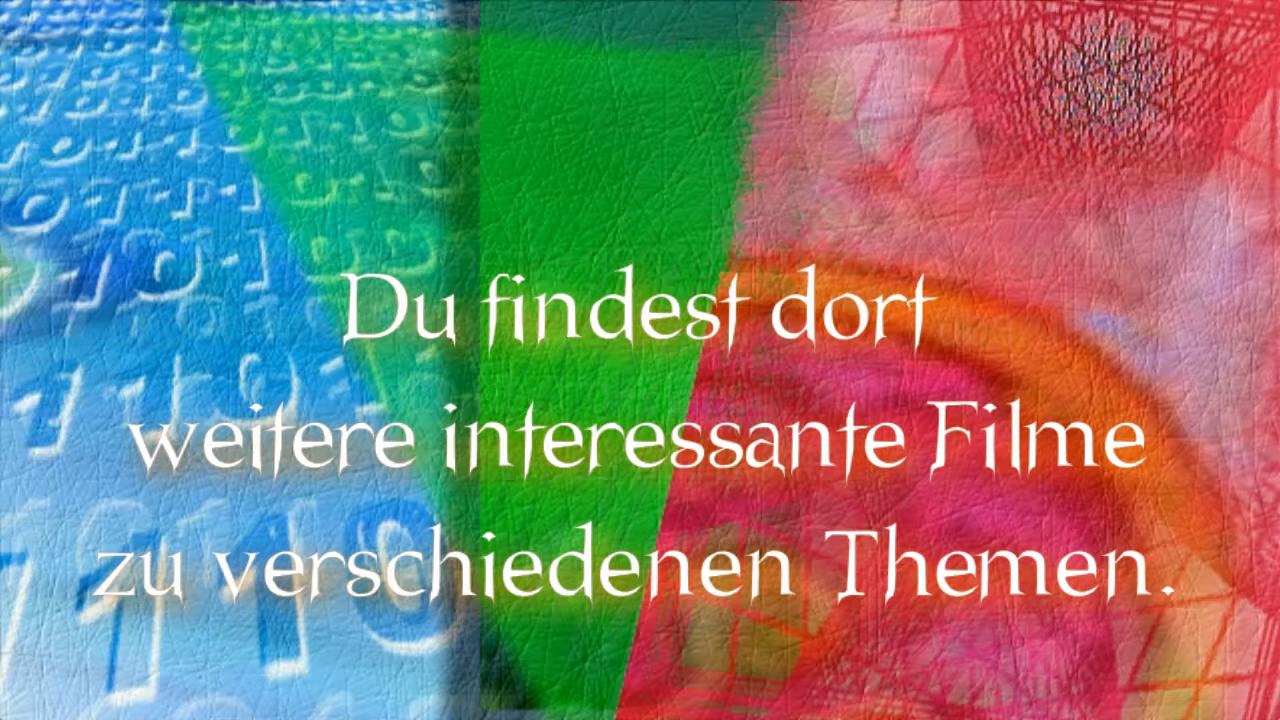 Du findest dort
weitere interessante Filme
zu verschiedenen Themen.